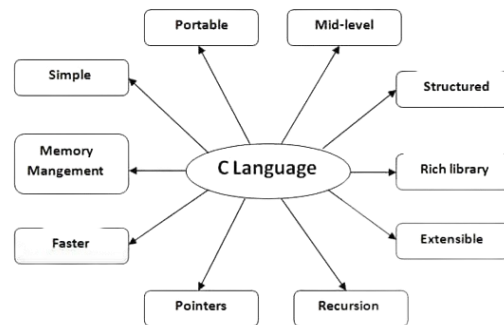 Portable
Mid-level
Simple
Structured
Memory
Mangement
C Language
Rich library
Faster
Extensible
Pointers
Recursion